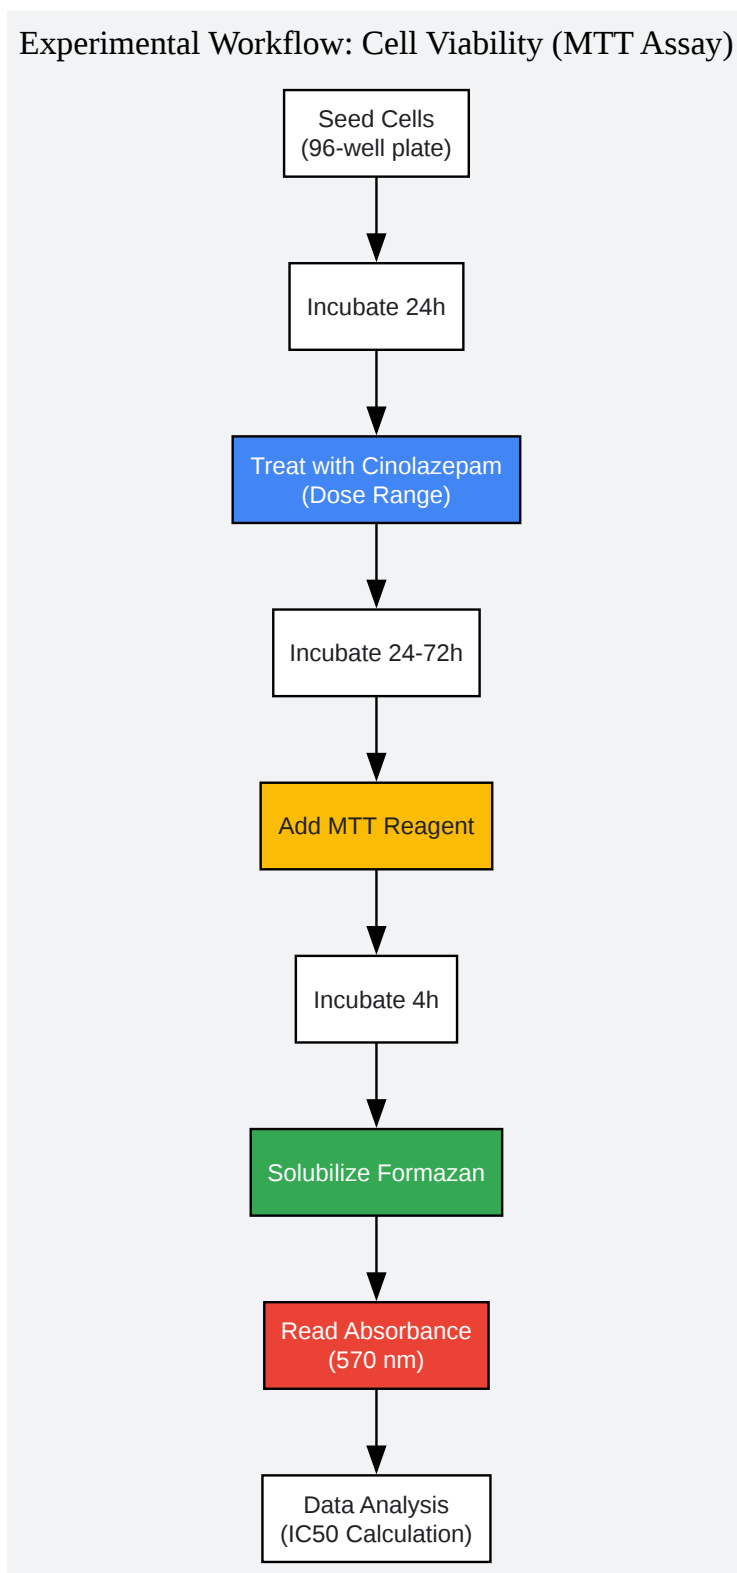 Experimental Workflow: Cell Viability (MTT Assay)
Seed Cells
(96-well plate)
Incubate 24h
Treat with Cinolazepam
(Dose Range)
Incubate 24-72h
Add MTT Reagent
Incubate 4h
Solubilize Formazan
Read Absorbance
(570 nm)
Data Analysis
(IC50 Calculation)